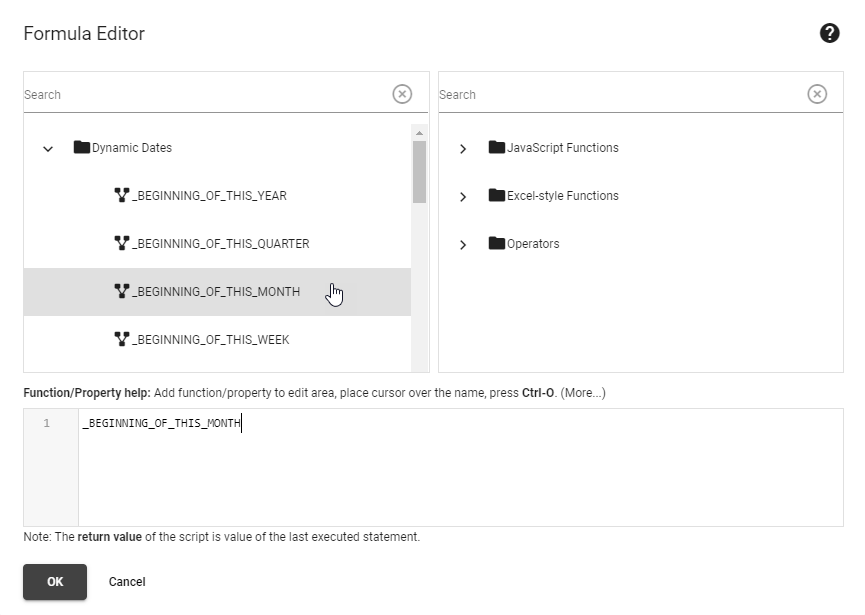 Formula Editor
Search
Dynamic Dates
_BEGINNING_OF_THIS_YEAR
_BEGINNING_OF_THIS_QUARTER
_BEGINNING_OF_THIS_MONTH
_BEGINNING_OF_THIS_WEEK
Search
JavaScript Functions
Excel-style Functions
Operators
Function/Property help: Add function/property to edit area, place cursor over the name, press Ctrl-O. (More...)
1 _BEGINNING_OF_THIS_MONTH
Note: The return value of the script is value of the last executed statement.
OK Cancel